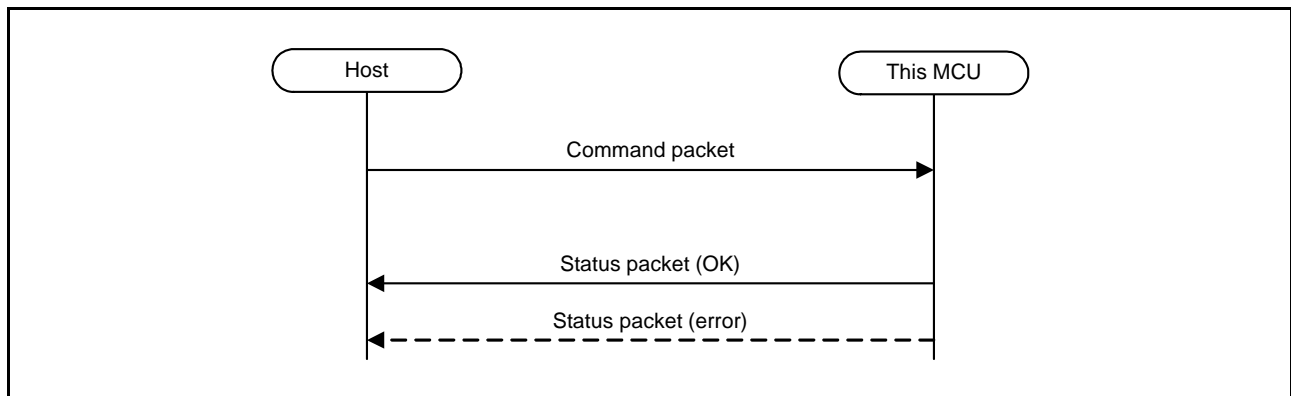 Host
This MCU
Command packet
Status packet (OK)
Status packet (error)